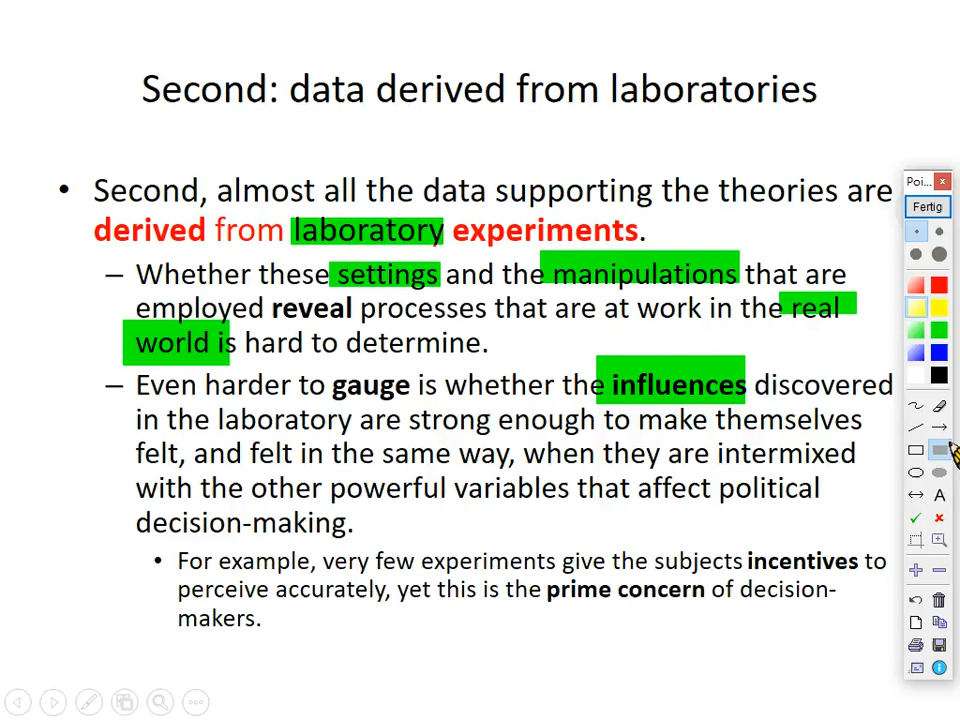 Second: data derived from laboratories
• Second, almost all the data supporting the theories are
derived from laboratory experiments.
– Whether these settings and the manipulations that are
employed reveal processes that are at work in the real
world is hard to determine.
– Even harder to gauge is whether the influences discovered
in the laboratory are strong enough to make themselves
felt, and felt in the same way, when they are intermixed
with the other powerful variables that affect political
decision-making.
• For example, very few experiments give the subjects incentives to
perceive accurately, yet this is the prime concern of decision-
makers.
Poi...
Fertig
A